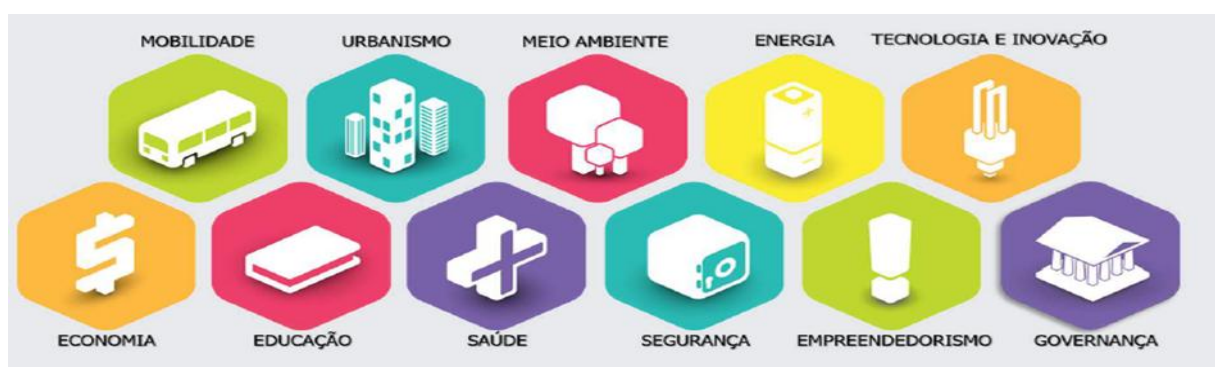 MOBILIDADE URBANISMO MEIO AMBIENTE ENERGIA TECNOLOGIA E INOVAÇÃO
ECONOMIA EDUCAÇÃO SAÚDE SEGURANÇA EMPREENDEDORISMO GOVERNANÇA